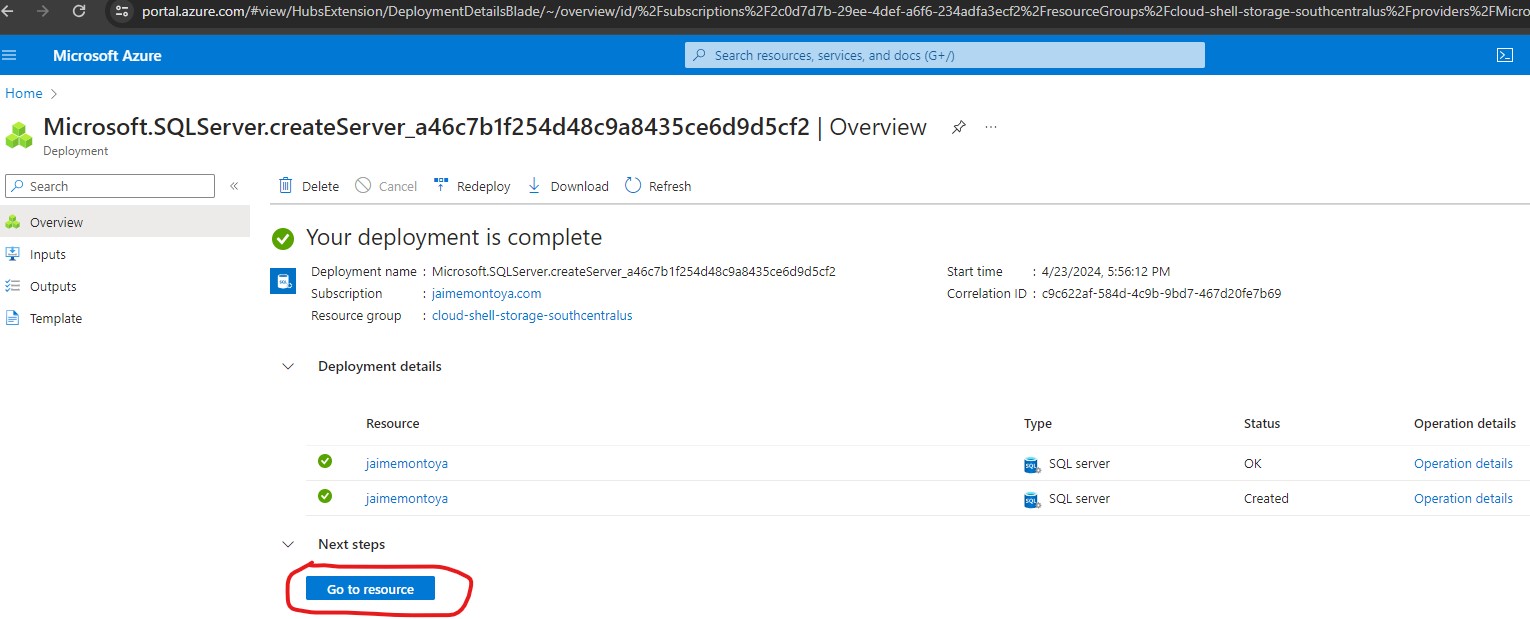 portal.azure.com/#view/HubsExtension/DeploymentDetailsBlade/~/overview/id/%2Fsubscriptions%2F2c0d7d7b-29ee-4def-a6f6-234adfa3ecf2%2FresourceGroups%2Fcloud-shell-storage-southcentralus%2Fproviders%2FMicro
Microsoft Azure
Search resources, services, and docs (G+/)
Home
Microsoft.SQLServer.createServer_a46c7b1f254d48c9a8435ce6d9d5cf2 | Overview
Deployment
Search
Delete Cancel Redeploy Download Refresh
Overview
Inputs
Outputs
Template
Your deployment is complete
Deployment name : Microsoft.SQLServer.createServer_a46c7b1f254d48c9a8435ce6d9d5cf2
Subscription : jaimemontoya.com
Resource group : cloud-shell-storage-southcentralus
Start time : 4/23/2024, 5:56:12 PM
Correlation ID : c9c622af-584d-4c9b-9bd7-467d20fe7b69
Deployment details
Resource Type Status Operation details
jaimemontoya SQL server OK Operation details
jaimemontoya SQL server Created Operation details
Next steps
Go to resource